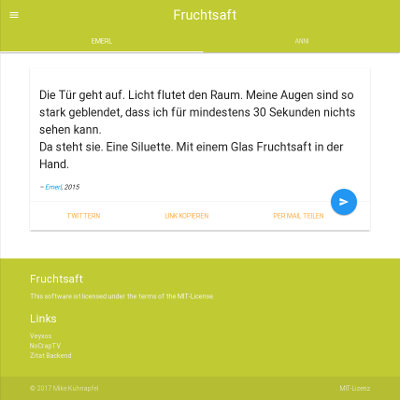 Fruchtsaft
EMERL
ANNI
Die Tür geht auf. Licht flutet den Raum. Meine Augen sind so
stark geblendet, dass ich für mindestens 30 Sekunden nichts
sehen kann.
Da steht sie. Eine Siluette. Mit einem Glas Fruchtsaft in der
Hand.
– Emerl, 2015
TWITTERN
LINK KOPIEREN
PER MAIL TEILEN
Fruchtsaft
This software ist licensed under the terms of the MIT-License.
Links
Veyxos
NoCrapTV
Zitat Backend
© 2017 Mike Kühnapfel
MIT-Lizenz